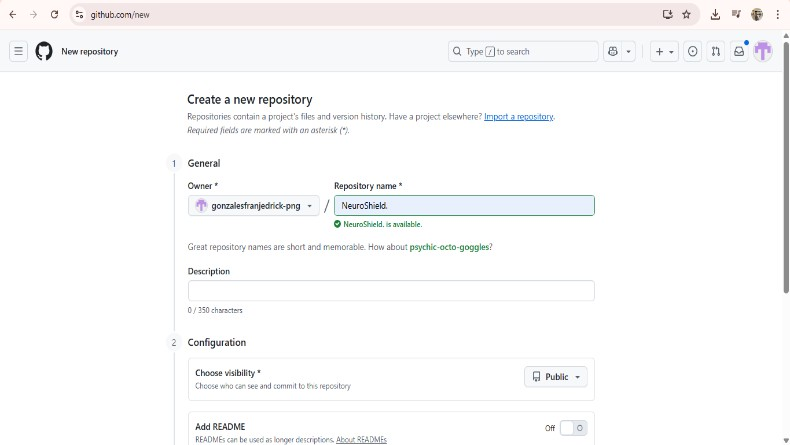 github.com/new
New repository
Type / to search
Create a new repository
Repositories contain a project's files and version history. Have a project elsewhere? Import a repository.
Required fields are marked with an asterisk (*).
1 General
Owner * Repository name *
gonzalesfranjedrick-png / NeuroShield.
NeuroShield. is available.
Great repository names are short and memorable. How about psychic-octo-goggles?
Description
0 / 350 characters
2 Configuration
Choose visibility * Public
Choose who can see and commit to this repository
Add README Off
READMEs can be used as longer descriptions. About READMEs